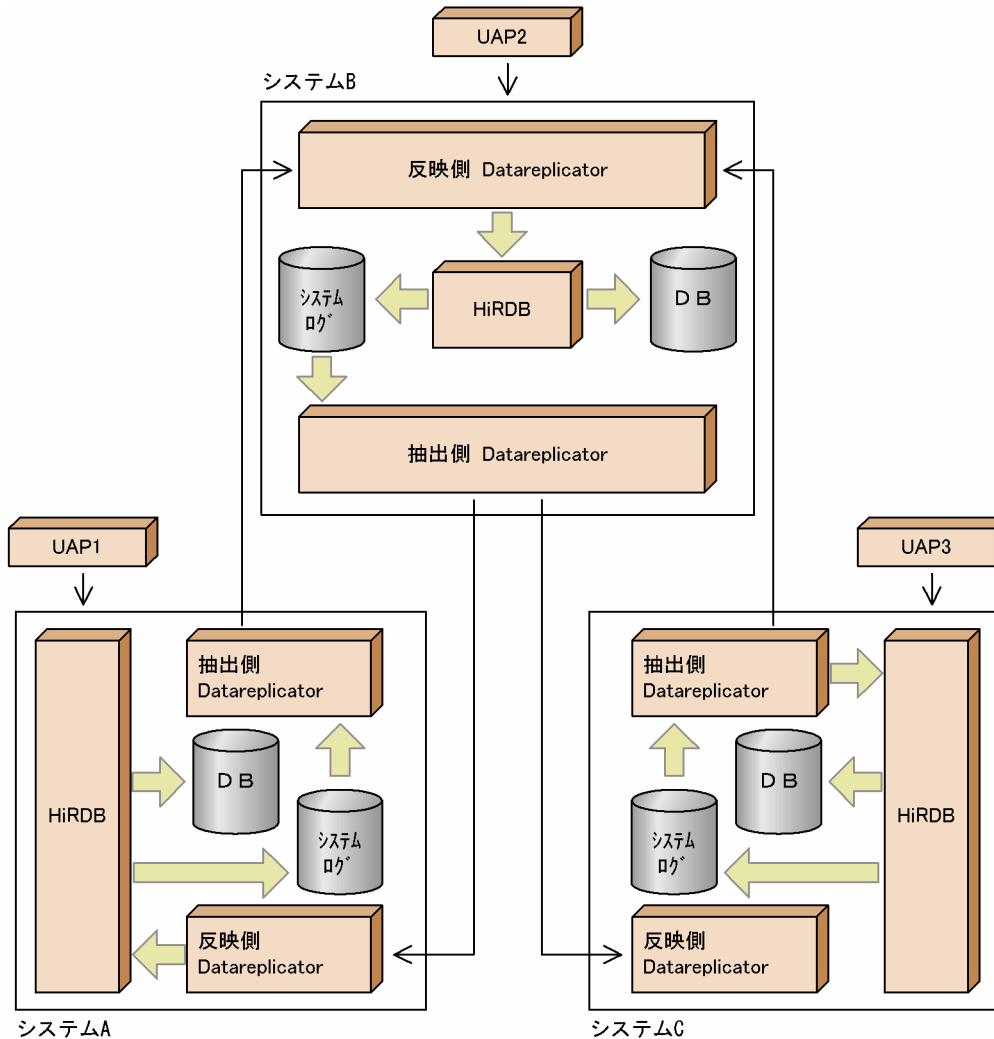 UAP2
システムB
反映側 Datareplicator
システム
ログ
HiRDB
ＤＢ
抽出側 Datareplicator
UAP1
UAP3
HiRDB
抽出側
Datareplicator
ＤＢ
システム
ログ
反映側
Datareplicator
システムA
抽出側
Datareplicator
ＤＢ
HiRDB
システム
ログ
反映側
Datareplicator
システムC